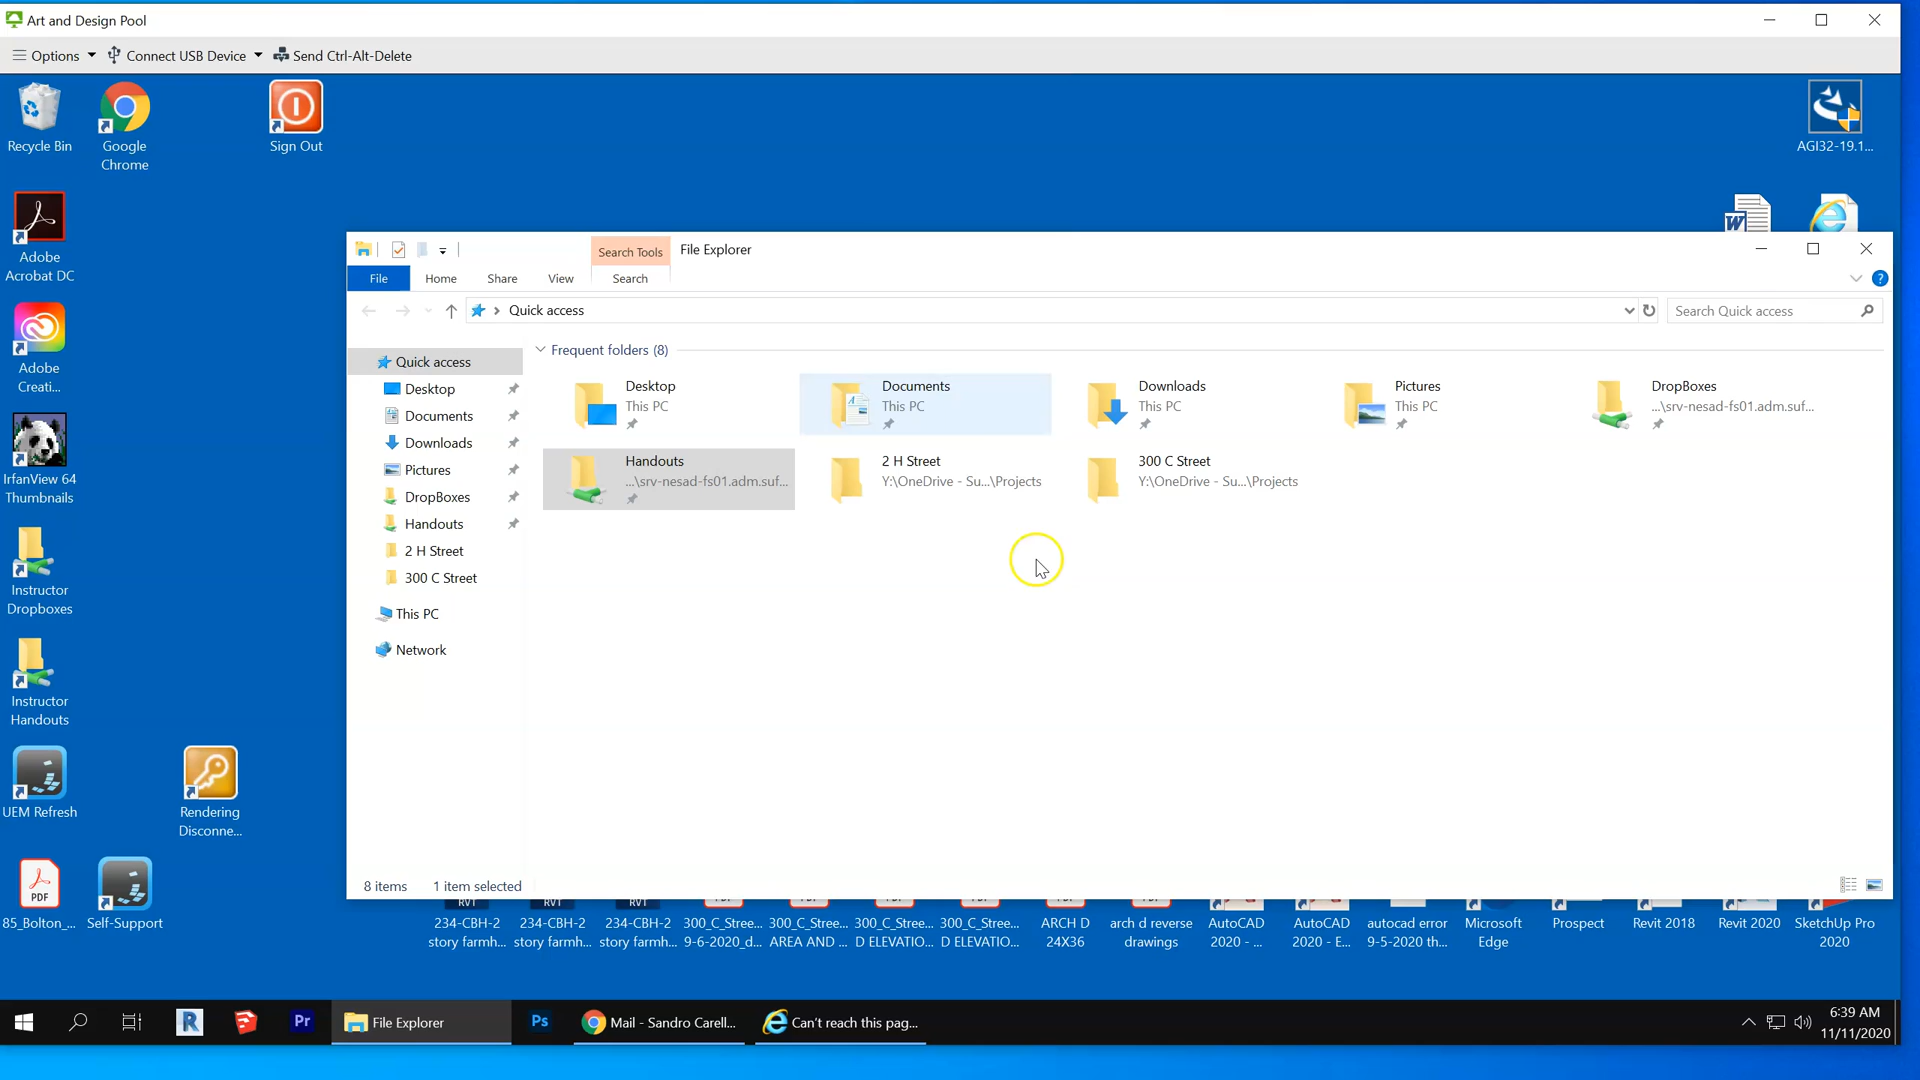 Art and Design Pool
Options
Connect USB Device
Send Ctrl-Alt-Delete
Recycle Bin
Google
Chrome
Sign Out
AGI32-19.1...
Adobe
Acrobat DC
Adobe
Creati...
IrfanView 64
Thumbnails
Instructor
Dropboxes
Instructor
Handouts
UEM Refresh
Rendering
Disconne...
PDF
85_Bolton_...
Self-Support
Search Tools
File Explorer
File
Home
Share
View
Search
Quick access
Search Quick access
Quick access
Desktop
Documents
Downloads
Pictures
DropBoxes
Handouts
2 H Street
300 C Street
This PC
Network
Frequent folders (8)
Desktop
This PC
Documents
This PC
Downloads
This PC
Pictures
This PC
DropBoxes
...\srv-nesad-fs01.adm.suf...
Handouts
...\srv-nesad-fs01.adm.suf...
2 H Street
Y:\OneDrive - Su...\Projects
300 C Street
Y:\OneDrive - Su...\Projects
8 items
1 item selected
234-CBH-2
story farmh...
234-CBH-2
story farmh...
234-CBH-2
story farmh...
300_C_Stree...
9-6-2020_d...
300_C_Stree...
AREA AND ...
300_C_Stree...
D ELEVATIO...
300_C_Stree...
D ELEVATIO...
ARCH D
24X36
arch d reverse
drawings
AutoCAD
2020 - ...
AutoCAD
2020 - E...
autocad error
9-5-2020 th...
Microsoft
Edge
Prospect
Revit 2018
Revit 2020
SketchUp Pro
2020
R
Pr
File Explorer
Ps
Mail - Sandro Carell...
Can't reach this pag...
6:39 AM
11/11/2020